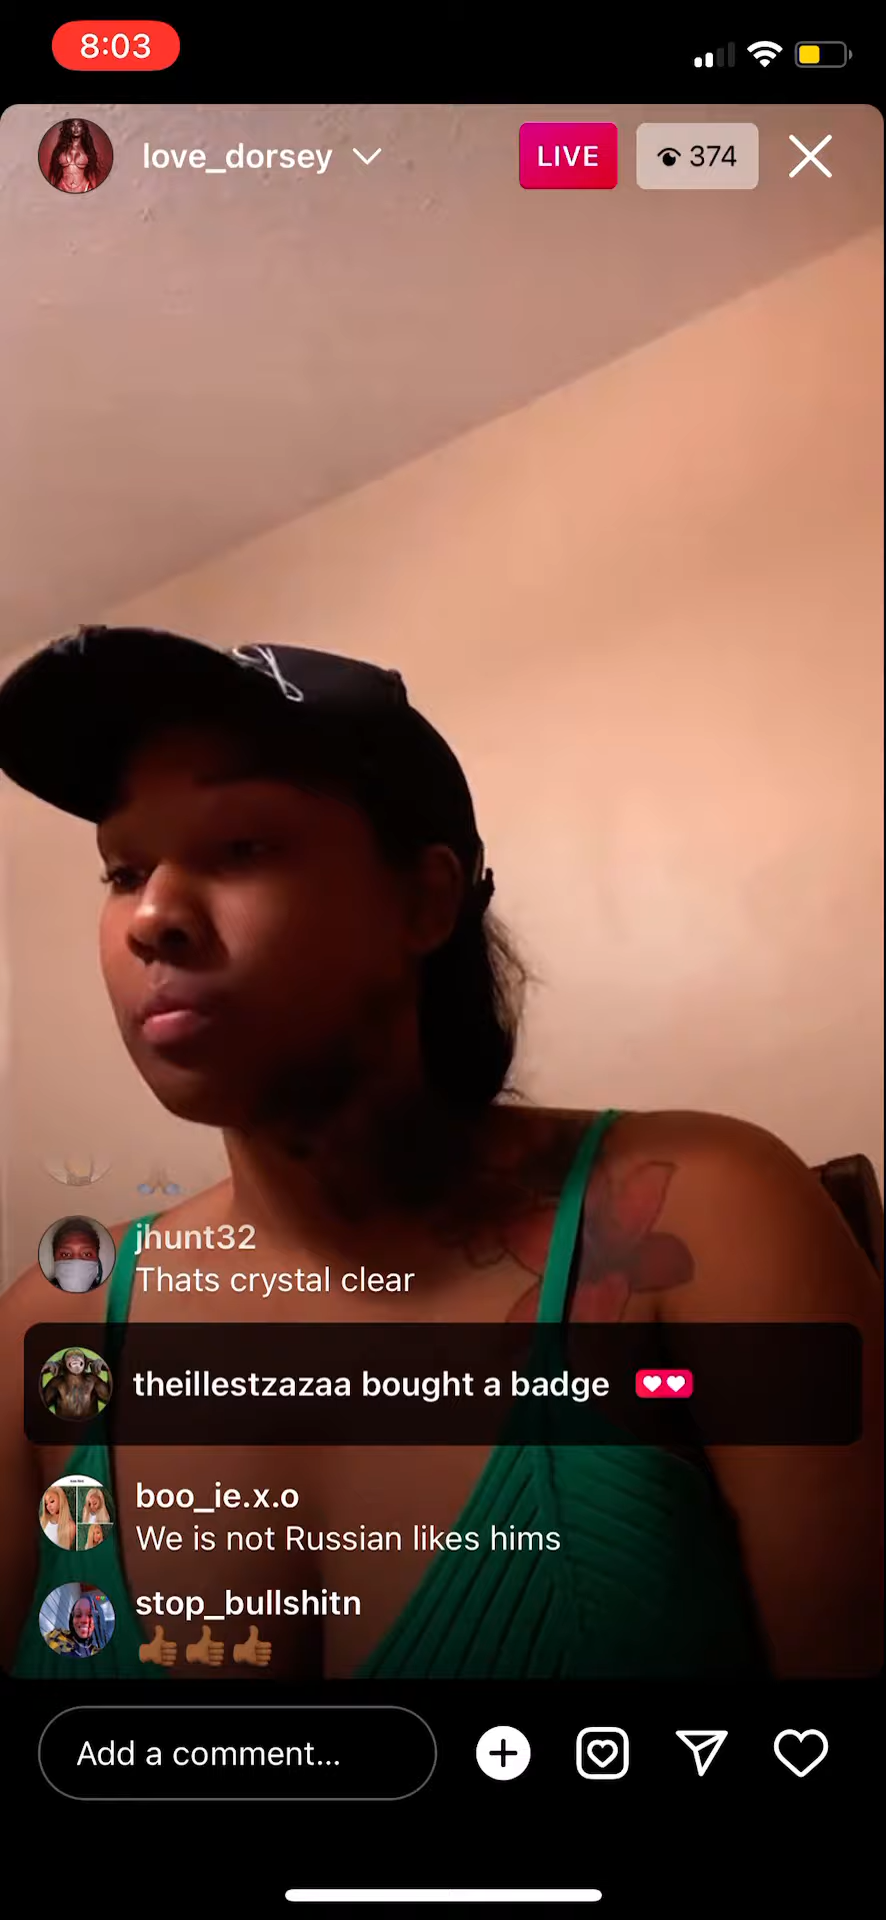 8:03
love_dorsey
LIVE
374
jhunt32
Thats crystal clear
theillestzazaa bought a badge
boo_ie.x.o
We is not Russian likes hims
stop_bullshitn
👍🏾👍🏾👍🏾
Add a comment...